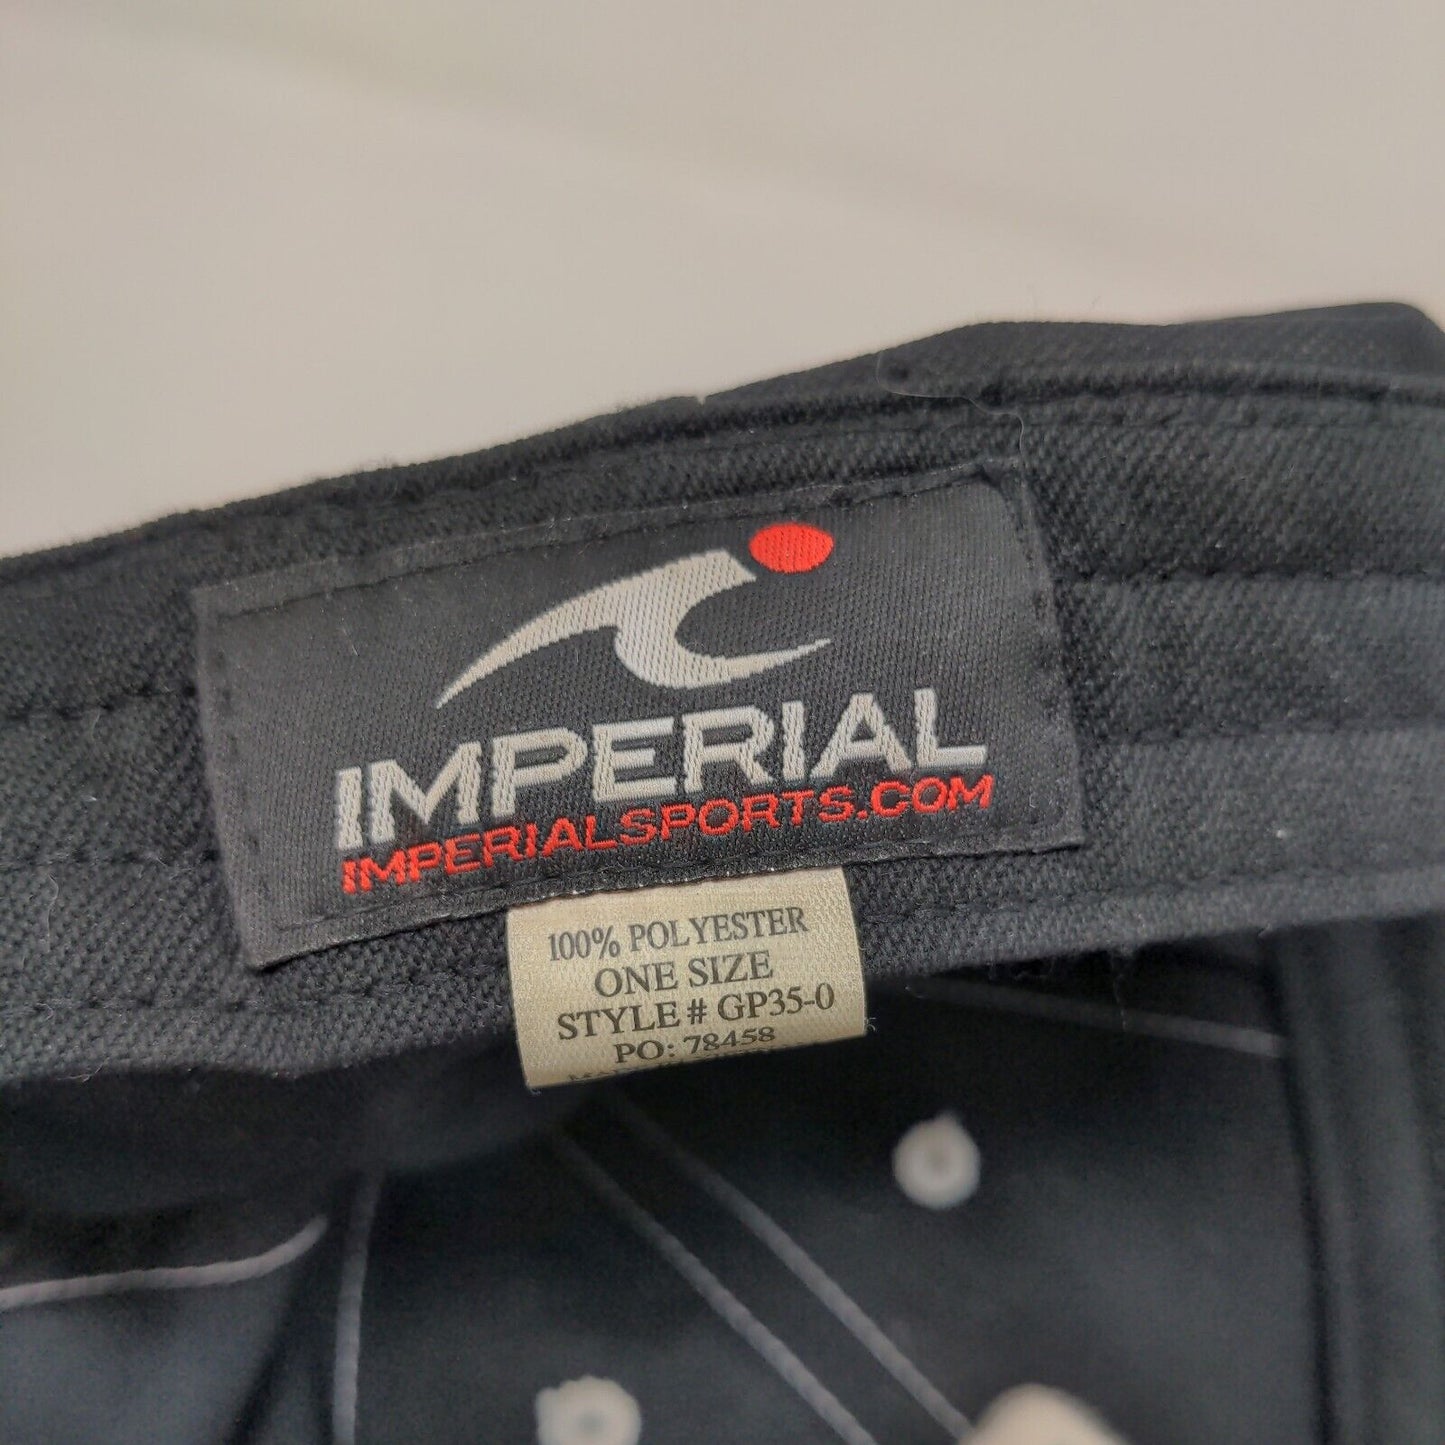 IMPERIAL
IMPERIALSPORTS.COM
100% POLYESTER
ONE SIZE
STYLE # GP35-0
PO: 78458